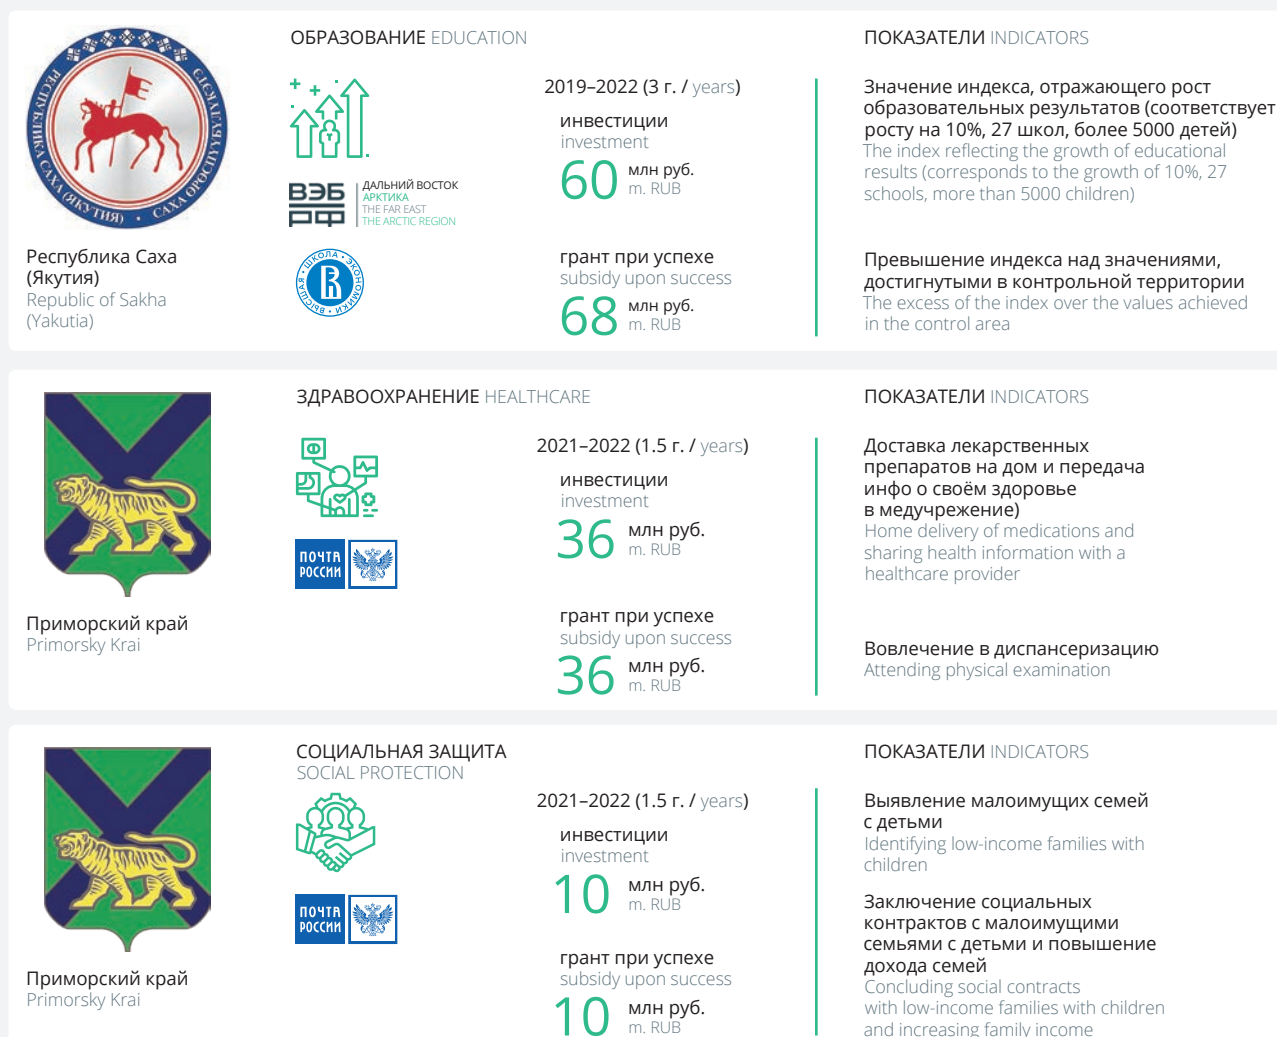 РЕСПУБЛИКА САХА (ЯКУТИЯ) • САХА ӨРӨСПҮҮБҮЛҮКЭТЭ
Республика Саха
(Якутия)
Republic of Sakha
(Yakutia)
ОБРАЗОВАНИЕ EDUCATION
ВЭБ
РФ
ДАЛЬНИЙ ВОСТОК
АРКТИКА
THE FAR EAST
THE ARCTIC REGION
ВЫСШАЯ • ШКОЛА • ЭКОНОМИКИ
2019–2022 (3 г. / years)
инвестиции
investment
60 млн руб.
m. RUB
грант при успехе
subsidy upon success
68 млн руб.
m. RUB
ПОКАЗАТЕЛИ INDICATORS
Значение индекса, отражающего рост
образовательных результатов (соответствует
росту на 10%, 27 школ, более 5000 детей)
The index reflecting the growth of educational
results (corresponds to the growth of 10%, 27
schools, more than 5000 children)
Превышение индекса над значениями,
достигнутыми в контрольной территории
The excess of the index over the values achieved
in the control area
Приморский край
Primorsky Krai
ЗДРАВООХРАНЕНИЕ HEALTHCARE
ПОЧТА
РОССИИ
2021–2022 (1.5 г. / years)
инвестиции
investment
36 млн руб.
m. RUB
грант при успехе
subsidy upon success
36 млн руб.
m. RUB
ПОКАЗАТЕЛИ INDICATORS
Доставка лекарственных
препаратов на дом и передача
инфо о своём здоровье
в медучрежение)
Home delivery of medications and
sharing health information with a
healthcare provider
Вовлечение в диспансеризацию
Attending physical examination
Приморский край
Primorsky Krai
СОЦИАЛЬНАЯ ЗАЩИТА
SOCIAL PROTECTION
ПОЧТА
РОССИИ
2021–2022 (1.5 г. / years)
инвестиции
investment
10 млн руб.
m. RUB
грант при успехе
subsidy upon success
10 млн руб.
m. RUB
ПОКАЗАТЕЛИ INDICATORS
Выявление малоимущих семей
с детьми
Identifying low-income families with
children
Заключение социальных
контрактов с малоимущими
семьями с детьми и повышение
дохода семей
Concluding social contracts
with low-income families with children
and increasing family income